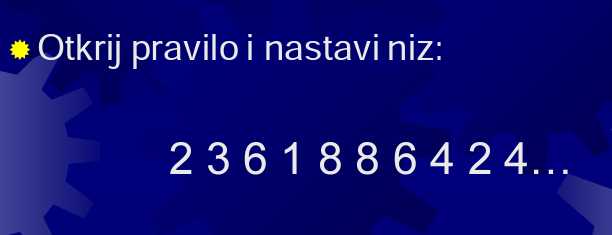 Otkrij pravilo i nastavi niz:
2 3 6 1 8 8 6 4 2 4...